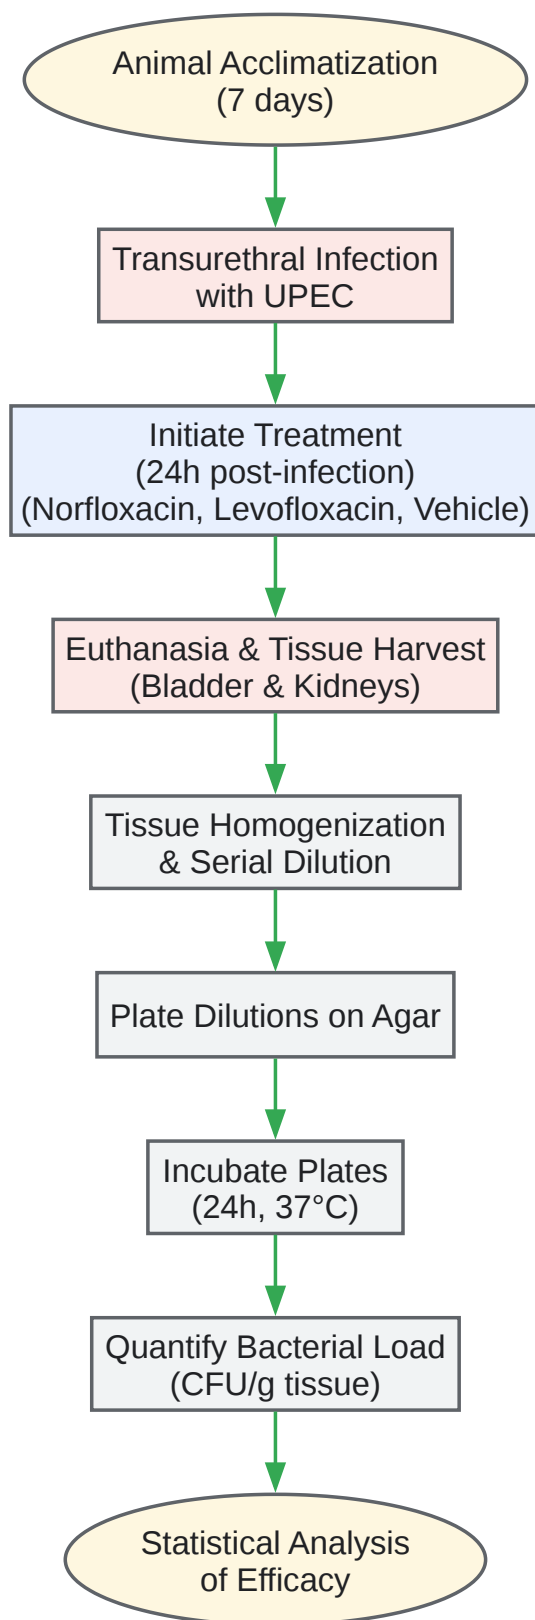 Animal Acclimatization
(7 days)
Transurethral Infection
with UPEC
Initiate Treatment
(24h post-infection)
(Norfloxacin, Levofloxacin, Vehicle)
Euthanasia & Tissue Harvest
(Bladder & Kidneys)
Tissue Homogenization
& Serial Dilution
Plate Dilutions on Agar
Incubate Plates
(24h, 37°C)
Quantify Bacterial Load
(CFU/g tissue)
Statistical Analysis
of Efficacy